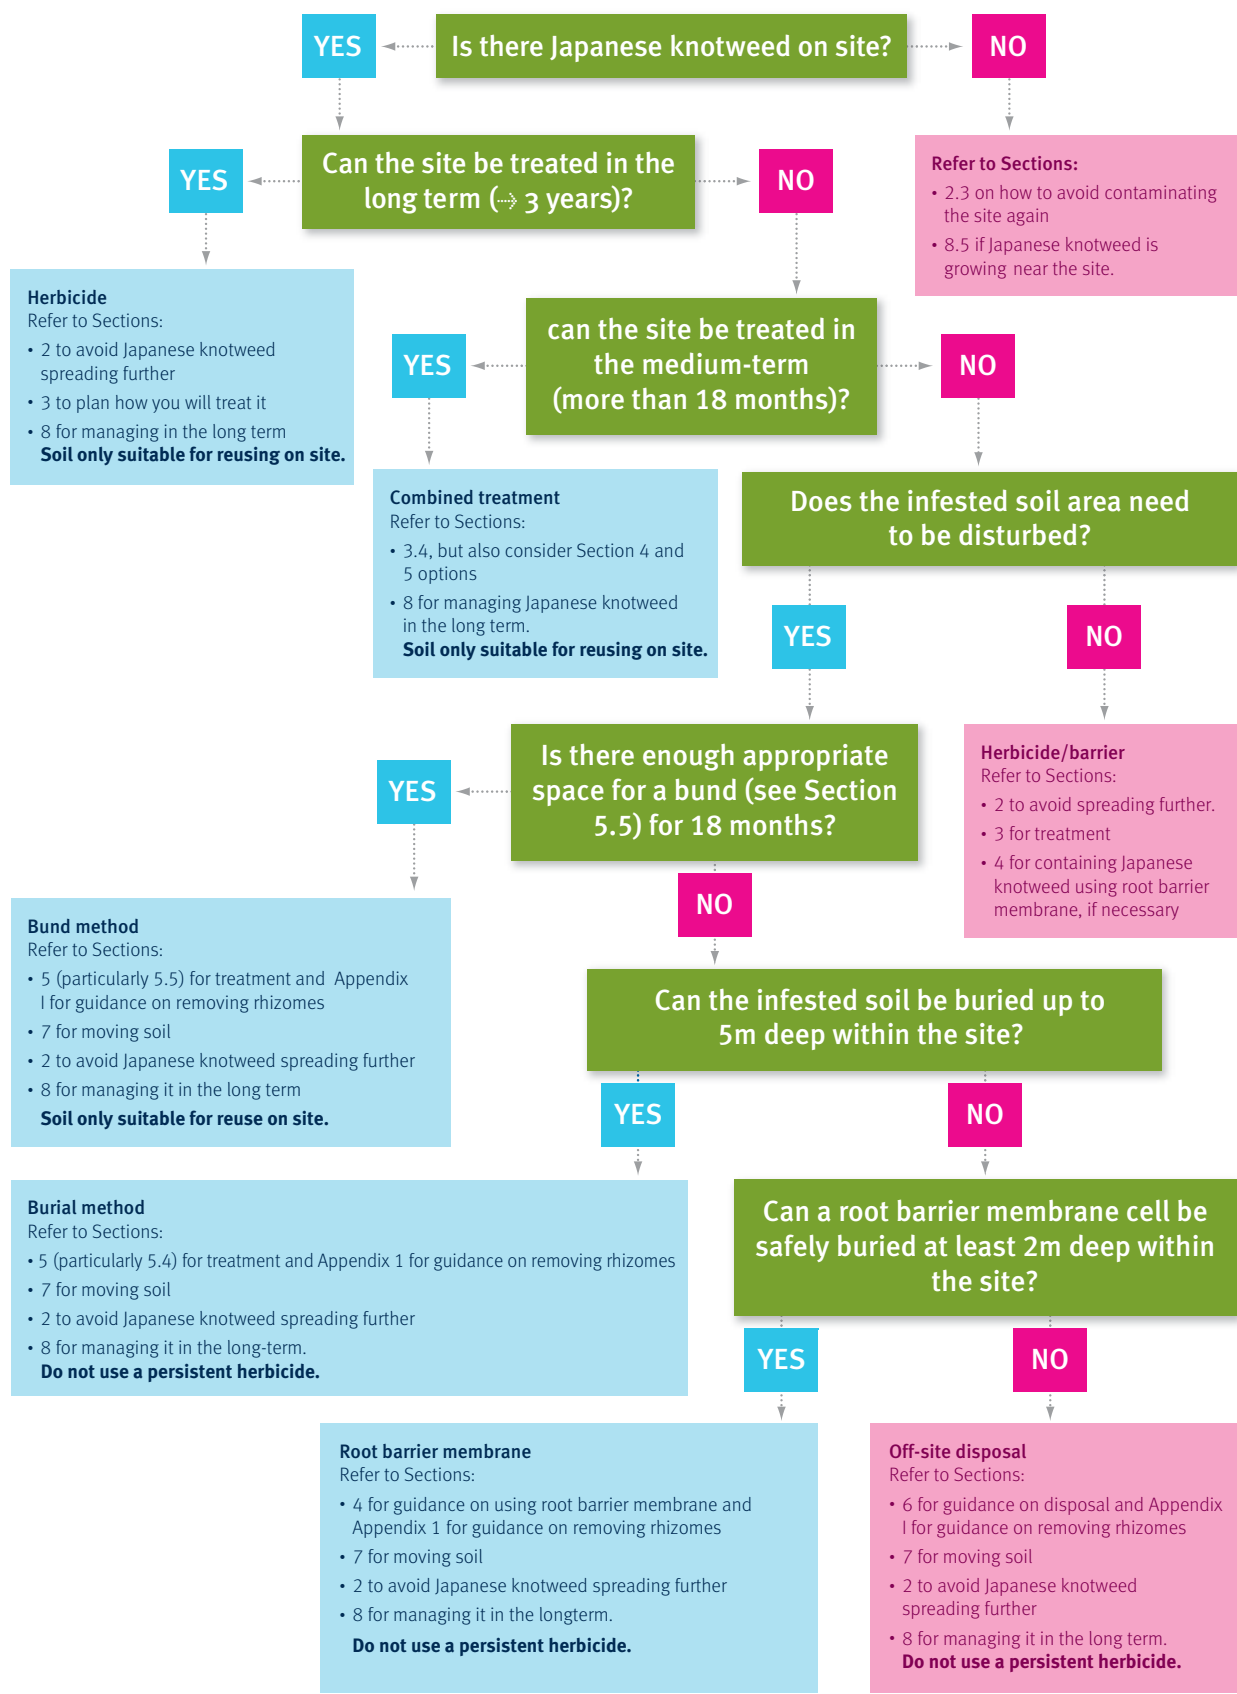 YES
Is there Japanese knotweed on site?
NO
Can the site be treated in the
long term (⇢ 3 years)?
YES
NO
Refer to Sections:
• 2.3 on how to avoid contaminating
the site again
• 8.5 if Japanese knotweed is
growing near the site.
Herbicide
Refer to Sections:
• 2 to avoid Japanese knotweed
spreading further
• 3 to plan how you will treat it
• 8 for managing in the long term
Soil only suitable for reusing on site.
can the site be treated in
the medium-term
(more than 18 months)?
YES
NO
Combined treatment
Refer to Sections:
• 3.4, but also consider Section 4 and
5 options
• 8 for managing Japanese knotweed
in the long term.
Soil only suitable for reusing on site.
Does the infested soil area need
to be disturbed?
YES
NO
Is there enough appropriate
space for a bund (see Section
5.5) for 18 months?
YES
NO
Herbicide/barrier
Refer to Sections:
• 2 to avoid spreading further.
• 3 for treatment
• 4 for containing Japanese
knotweed using root barrier
membrane, if necessary
Bund method
Refer to Sections:
• 5 (particularly 5.5) for treatment and Appendix
I for guidance on removing rhizomes
• 7 for moving soil
• 2 to avoid Japanese knotweed spreading further
• 8 for managing it in the long term
Soil only suitable for reuse on site.
Can the infested soil be buried up to
5m deep within the site?
YES
NO
Burial method
Refer to Sections:
• 5 (particularly 5.4) for treatment and Appendix 1 for guidance on removing rhizomes
• 7 for moving soil
• 2 to avoid Japanese knotweed spreading further
• 8 for managing it in the long-term.
Do not use a persistent herbicide.
Can a root barrier membrane cell be
safely buried at least 2m deep within
the site?
YES
NO
Root barrier membrane
Refer to Sections:
• 4 for guidance on using root barrier membrane and
Appendix 1 for guidance on removing rhizomes
• 7 for moving soil
• 2 to avoid Japanese knotweed spreading further
• 8 for managing it in the longterm.
Do not use a persistent herbicide.
Off-site disposal
Refer to Sections:
• 6 for guidance on disposal and Appendix
I for guidance on removing rhizomes
• 7 for moving soil
• 2 to avoid Japanese knotweed
spreading further
• 8 for managing it in the long term.
Do not use a persistent herbicide.